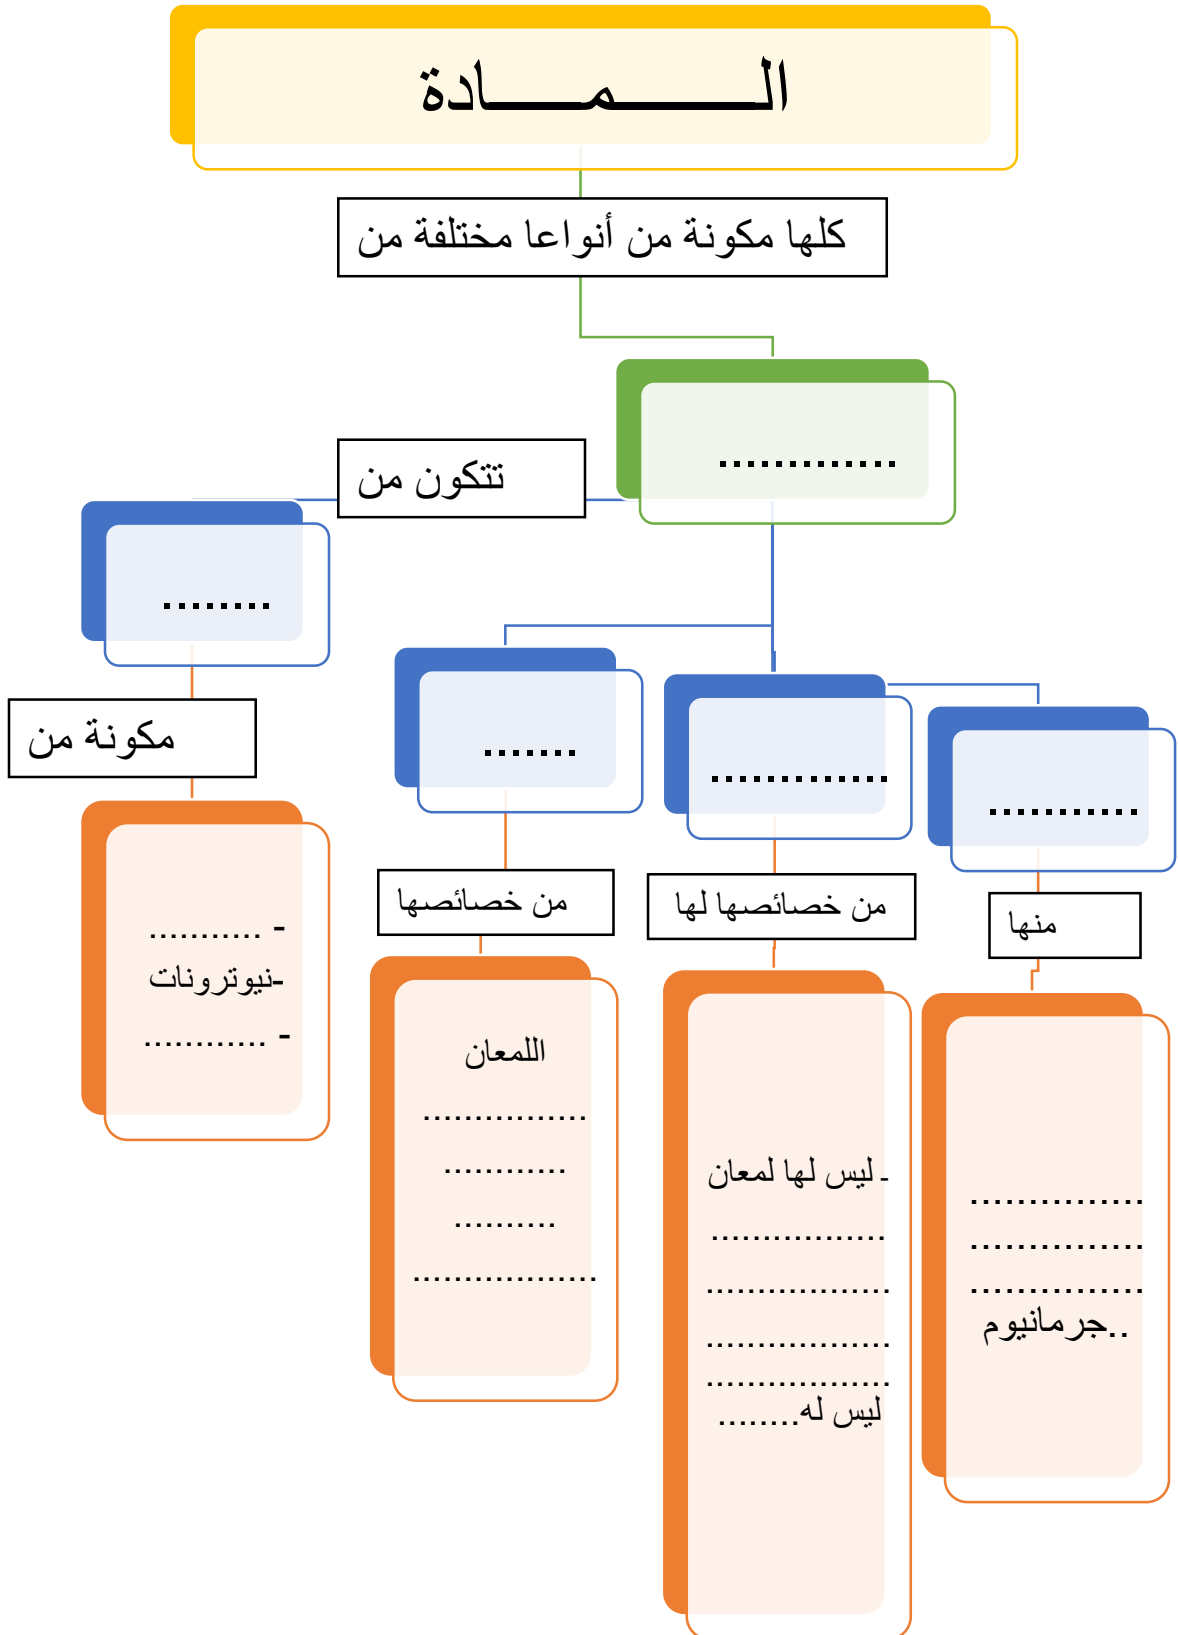 الـــــمـــــادة
كلها مكونة من أنواعا مختلفة من
.............
تتكون من
........
.......
.............
...........
مكونة من
من خصائصها
من خصائصها لها
منها
- ...........
-نيوترونات
- ............
اللمعان
................
............
..........
..................
- ليس لها لمعان
.................
..................
..................
..................
ليس له........
...............
...............
...............
..جرمانيوم